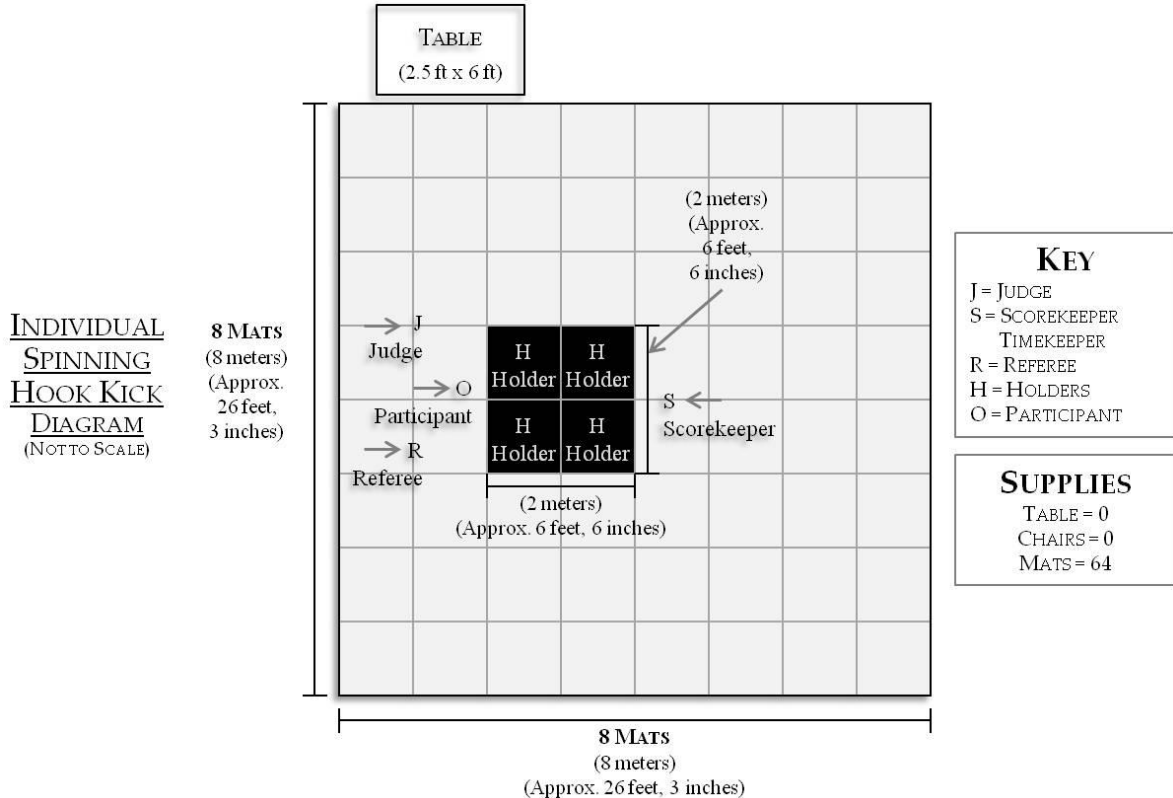 TABLE
(2.5 ft x 6 ft)
INDIVIDUAL
SPINNING
HOOK KICK
DIAGRAM
(NOT TO SCALE)
8 MATS
(8 meters)
(Approx.
26 feet,
3 inches)
(2 meters)
(Approx.
6 feet,
6 inches)
J
Judge
O
Participant
R
Referee
H
Holder
H
Holder
H
Holder
H
Holder
S
Scorekeeper
(2 meters)
(Approx. 6 feet, 6 inches)
8 MATS
(8 meters)
(Approx. 26 feet, 3 inches)
KEY
J = JUDGE
S = SCOREKEEPER
TIMEKEEPER
R = REFEREE
H = HOLDERS
O = PARTICIPANT
SUPPLIES
TABLE = 0
CHAIRS = 0
MATS = 64